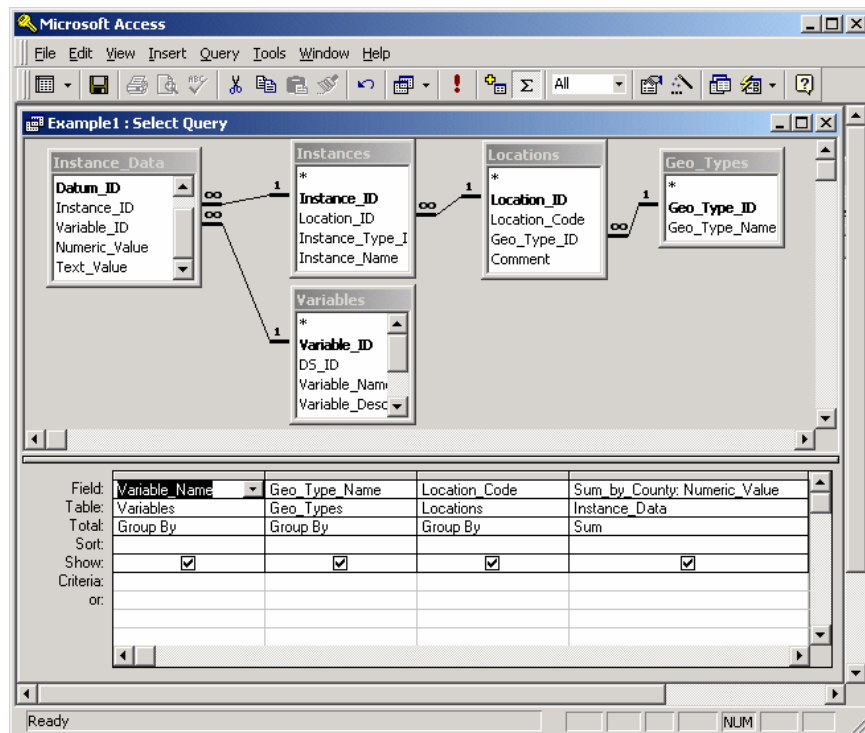 Microsoft Access
File Edit View Insert Query Tools Window Help
ABC Σ All
Example1 : Select Query
Instance_Data
Datum_ID
Instance_ID
Variable_ID
Numeric_Value
Text_Value
∞ 1
∞ 1
Instances
*
Instance_ID
Location_ID
Instance_Type_I
Instance_Name
∞ 1
Locations
*
Location_ID
Location_Code
Geo_Type_ID
Comment
∞ 1
Geo_Types
*
Geo_Type_ID
Geo_Type_Name
Variables
*
Variable_ID
DS_ID
Variable_Nam
Variable_Desc
Field: Variable_Name Geo_Type_Name Location_Code Sum_by_County: Numeric_Value
Table: Variables Geo_Types Locations Instance_Data
Total: Group By Group By Group By Sum
Sort:
Show:
Criteria:
or:
Ready NUM